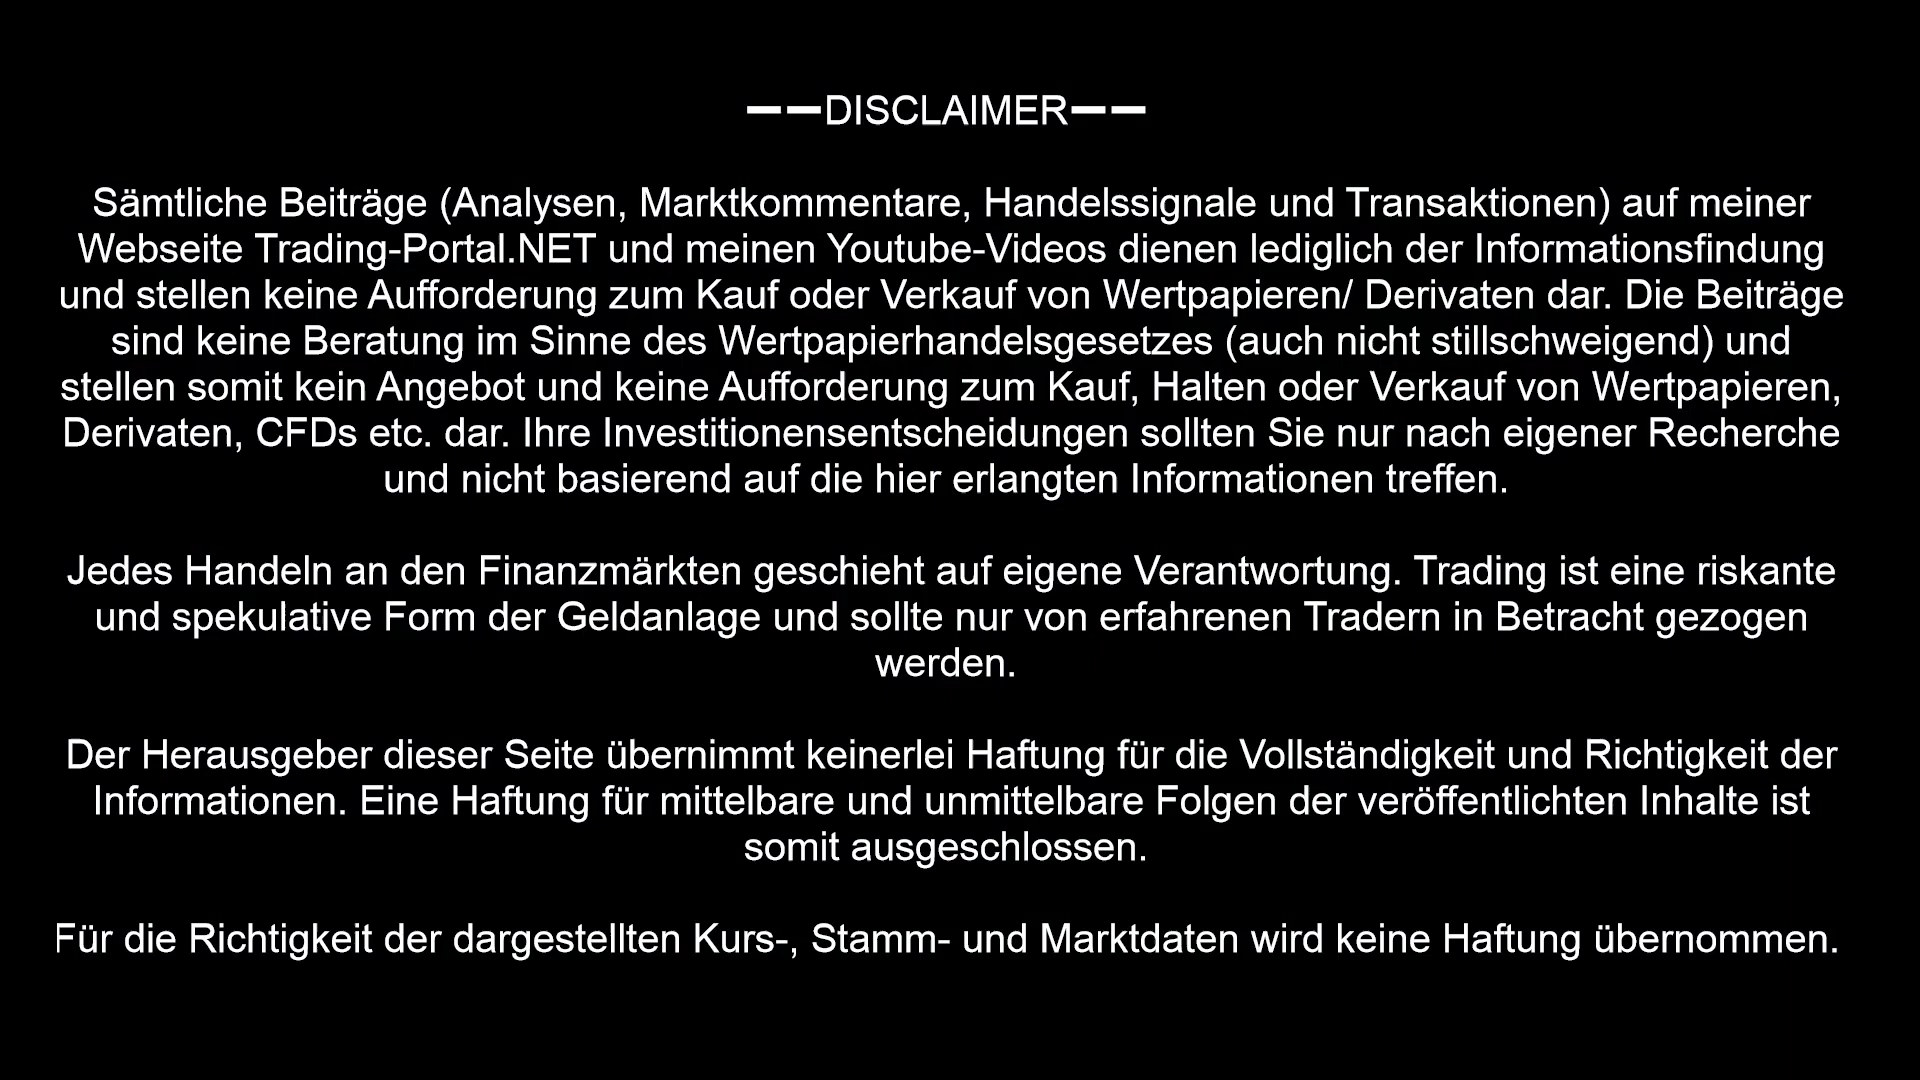 ——DISCLAIMER——
Sämtliche Beiträge (Analysen, Marktkommentare, Handelssignale und Transaktionen) auf meiner
Webseite Trading-Portal.NET und meinen Youtube-Videos dienen lediglich der Informationsfindung
und stellen keine Aufforderung zum Kauf oder Verkauf von Wertpapieren/ Derivaten dar. Die Beiträge
sind keine Beratung im Sinne des Wertpapierhandelsgesetzes (auch nicht stillschweigend) und
stellen somit kein Angebot und keine Aufforderung zum Kauf, Halten oder Verkauf von Wertpapieren,
Derivaten, CFDs etc. dar. Ihre Investitionensentscheidungen sollten Sie nur nach eigener Recherche
und nicht basierend auf die hier erlangten Informationen treffen.
Jedes Handeln an den Finanzmärkten geschieht auf eigene Verantwortung. Trading ist eine riskante
und spekulative Form der Geldanlage und sollte nur von erfahrenen Tradern in Betracht gezogen
werden.
Der Herausgeber dieser Seite übernimmt keinerlei Haftung für die Vollständigkeit und Richtigkeit der
Informationen. Eine Haftung für mittelbare und unmittelbare Folgen der veröffentlichten Inhalte ist
somit ausgeschlossen.
Für die Richtigkeit der dargestellten Kurs-, Stamm- und Marktdaten wird keine Haftung übernommen.